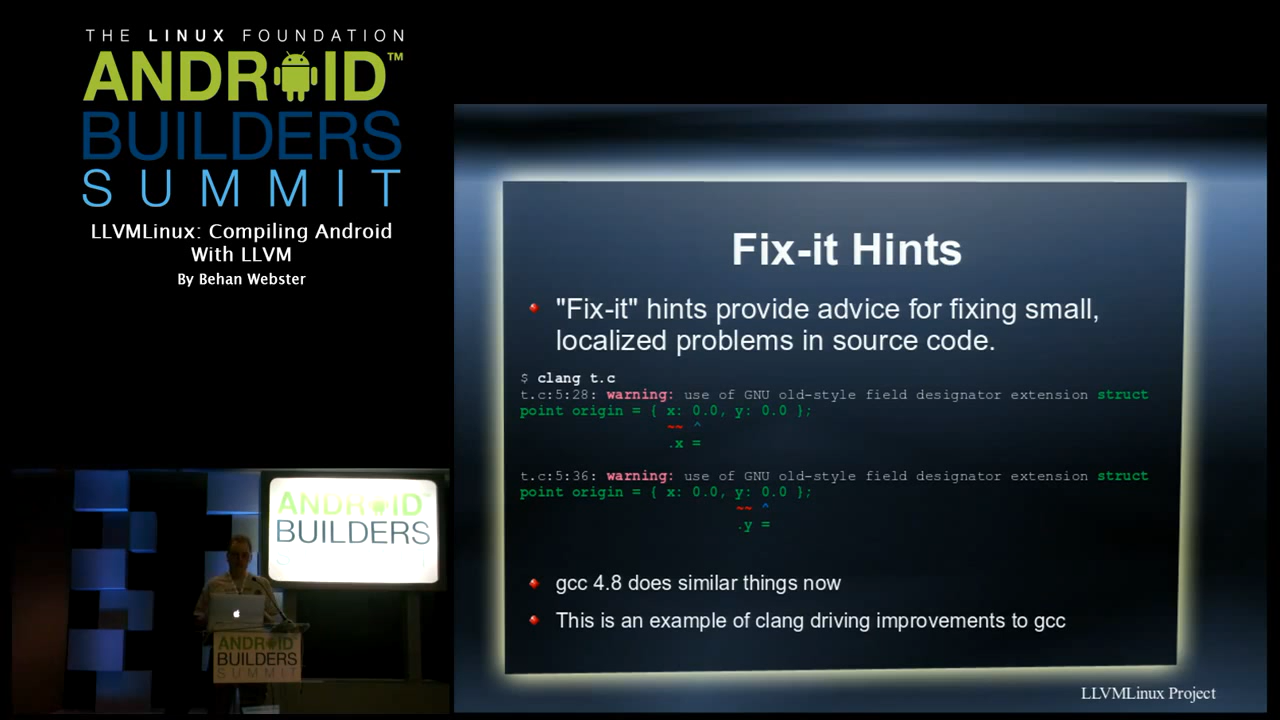 THE LINUX FOUNDATION
ANDROID™
BUILDERS
SUMMIT
LLVMLinux: Compiling Android
With LLVM
By Behan Webster
Fix-it Hints
"Fix-it" hints provide advice for fixing small,
localized problems in source code.
$ clang t.c
t.c:5:28: warning: use of GNU old-style field designator extension struct
point origin = { x: 0.0, y: 0.0 };
~~ ^
.x =
t.c:5:36: warning: use of GNU old-style field designator extension struct
point origin = { x: 0.0, y: 0.0 };
~~ ^
.y =
gcc 4.8 does similar things now
This is an example of clang driving improvements to gcc
LLVMLinux Project
ANDROID™
BUILDERS
ANDROID
BUILDERS
SUMMIT